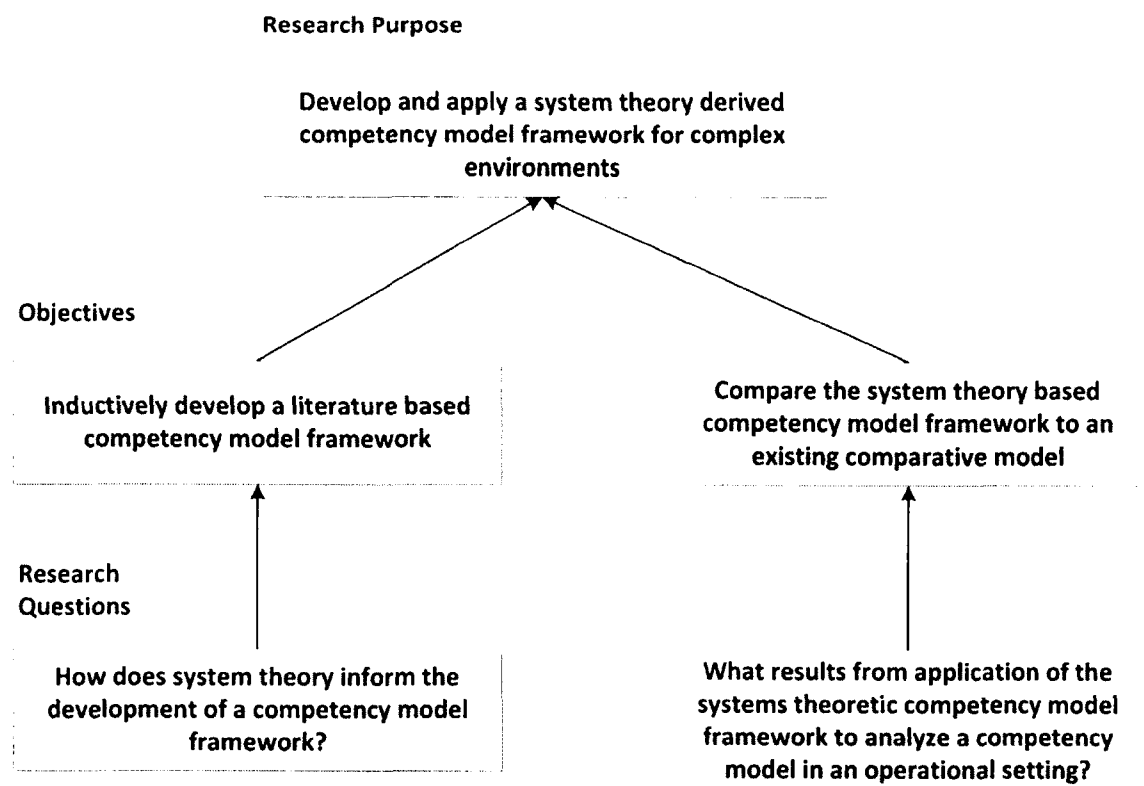 Research Purpose
Develop and apply a system theory derived
competency model framework for complex
environments
Objectives
Inductively develop a literature based
competency model framework
Compare the system theory based
competency model framework to an
existing comparative model
Research
Questions
How does system theory inform the
development of a competency model
framework?
What results from application of the
systems theoretic competency model
framework to analyze a competency
model in an operational setting?